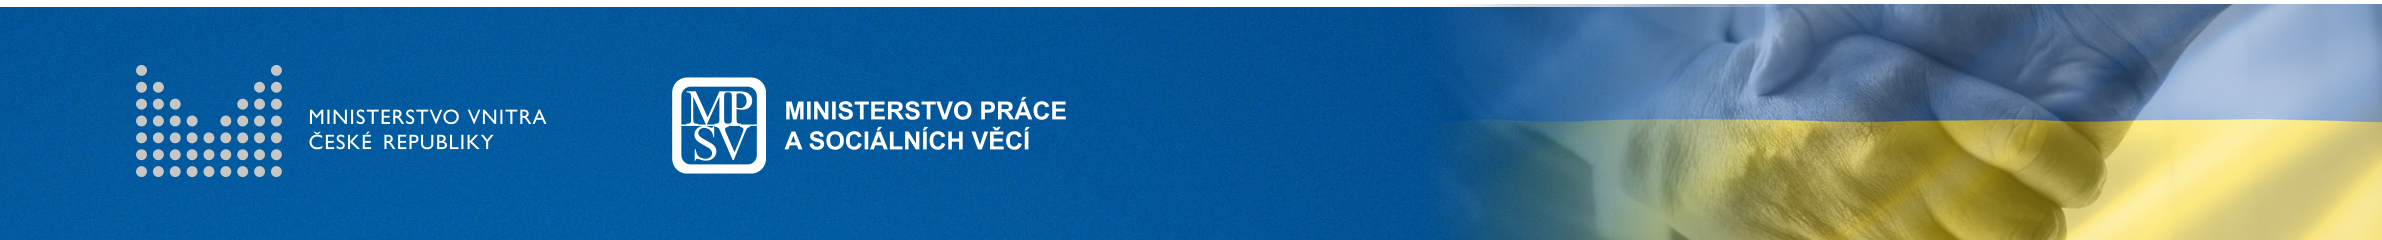 MINISTERSTVO VNITRA
ČESKÉ REPUBLIKY
MP
SV
MINISTERSTVO PRÁCE
A SOCIÁLNÍCH VĚCÍ